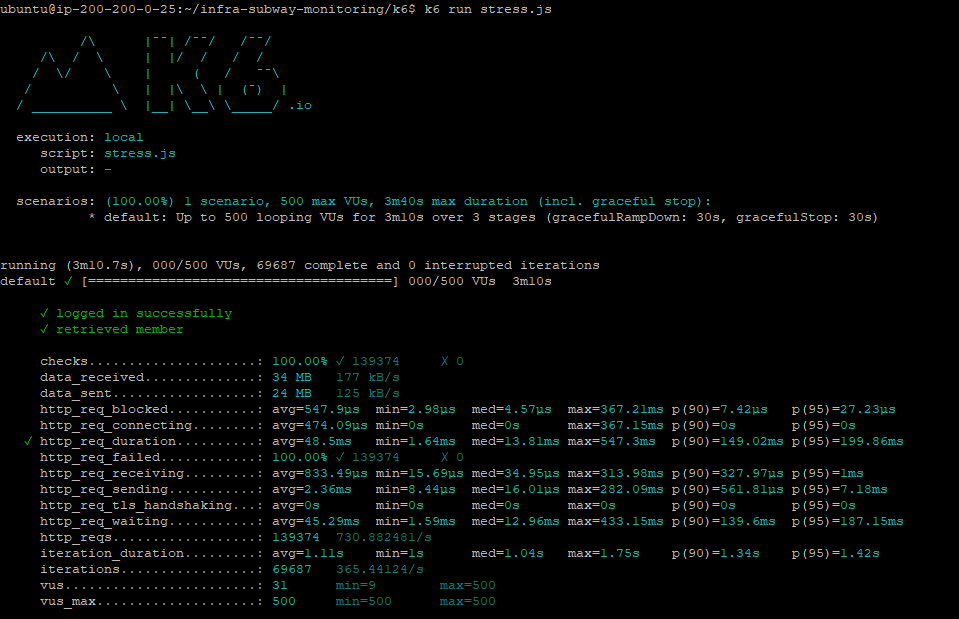 ubuntu@ip-200-200-0-25:~/infra-subway-monitoring/k6$ k6 run stress.js
          /\      |‾‾| /‾‾/   /‾‾/
     /\  /  \     |  |/  /   /  /
    /  \/    \    |     (   /   ‾‾\
   /          \   |  |\  \ |  (‾)  |
  / __________ \  |__| \__\ \_____/ .io
execution: local
script: stress.js
output: -
scenarios: (100.00%) 1 scenario, 500 max VUs, 3m40s max duration (incl. graceful stop):
* default: Up to 500 looping VUs for 3m10s over 3 stages (gracefulRampDown: 30s, gracefulStop: 30s)
running (3m10.7s), 000/500 VUs, 69687 complete and 0 interrupted iterations
default ✓ [======================================] 000/500 VUs  3m10s
✓ logged in successfully
✓ retrieved member
checks.....................: 100.00% ✓ 139374     ✗ 0
data_received..............: 34 MB   177 kB/s
data_sent..................: 24 MB   125 kB/s
http_req_blocked...........: avg=547.9µs  min=2.98µs  med=4.57µs  max=367.21ms p(90)=7.42µs   p(95)=27.23µs
http_req_connecting........: avg=474.09µs min=0s      med=0s      max=367.15ms p(90)=0s       p(95)=0s
✓ http_req_duration..........: avg=48.5ms   min=1.64ms  med=13.81ms max=547.3ms  p(90)=149.02ms p(95)=199.86ms
http_req_failed............: 100.00% ✓ 139374     ✗ 0
http_req_receiving.........: avg=833.49µs min=15.69µs med=34.95µs max=313.98ms p(90)=327.97µs p(95)=1ms
http_req_sending...........: avg=2.36ms   min=8.44µs  med=16.01µs max=282.09ms p(90)=561.81µs p(95)=7.18ms
http_req_tls_handshaking...: avg=0s       min=0s      med=0s      max=0s       p(90)=0s       p(95)=0s
http_req_waiting...........: avg=45.29ms  min=1.59ms  med=12.96ms max=433.15ms p(90)=139.6ms  p(95)=187.15ms
http_reqs..................: 139374  730.882481/s
iteration_duration.........: avg=1.11s    min=1s      med=1.04s   max=1.75s    p(90)=1.34s    p(95)=1.42s
iterations.................: 69687   365.44124/s
vus........................: 31      min=9        max=500
vus_max....................: 500     min=500      max=500